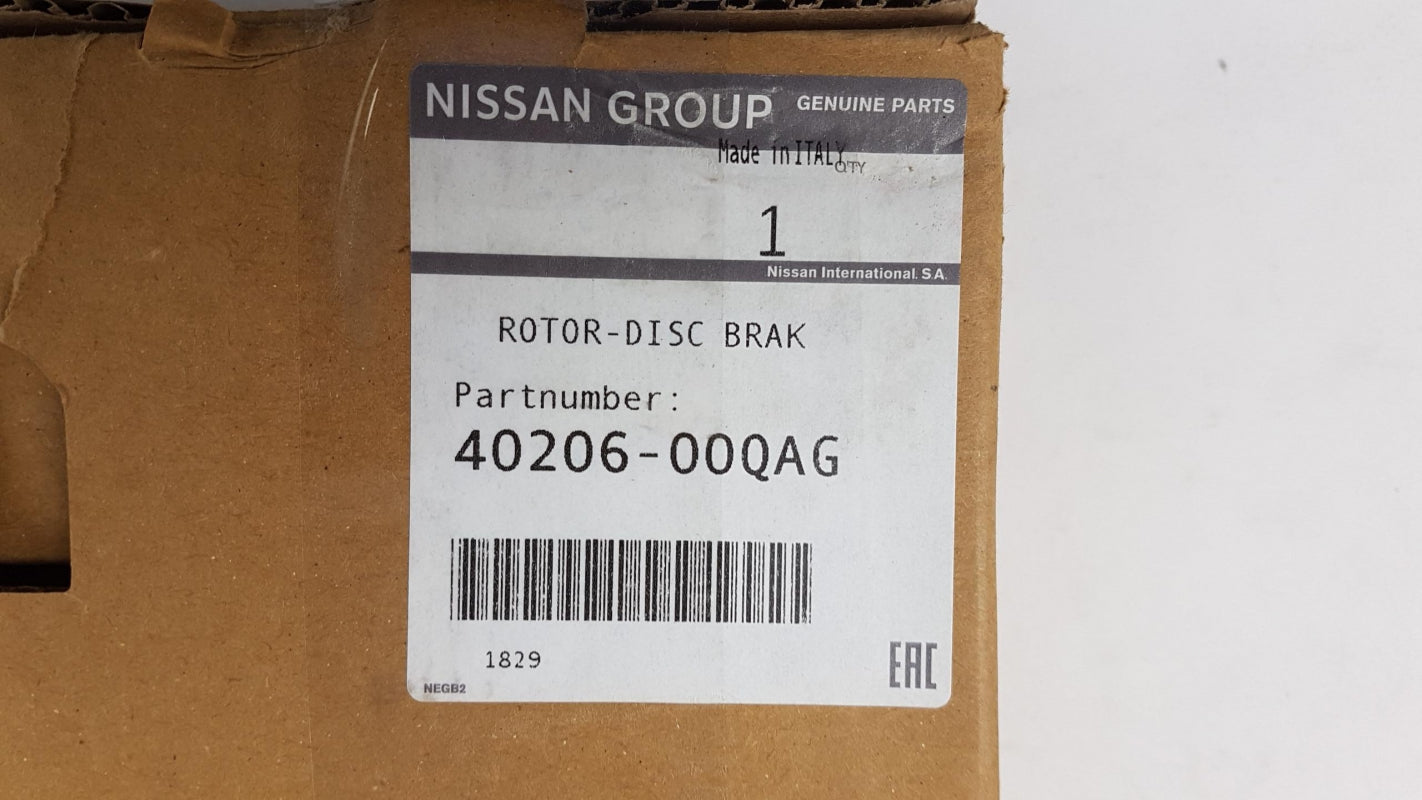 NISSAN GROUP GENUINE PARTS
Made in ITALY
QTY
1
Nissan International. S.A.
ROTOR-DISC BRAK
Partnumber:
40206-00QAG
1829
EAC
NEGB2